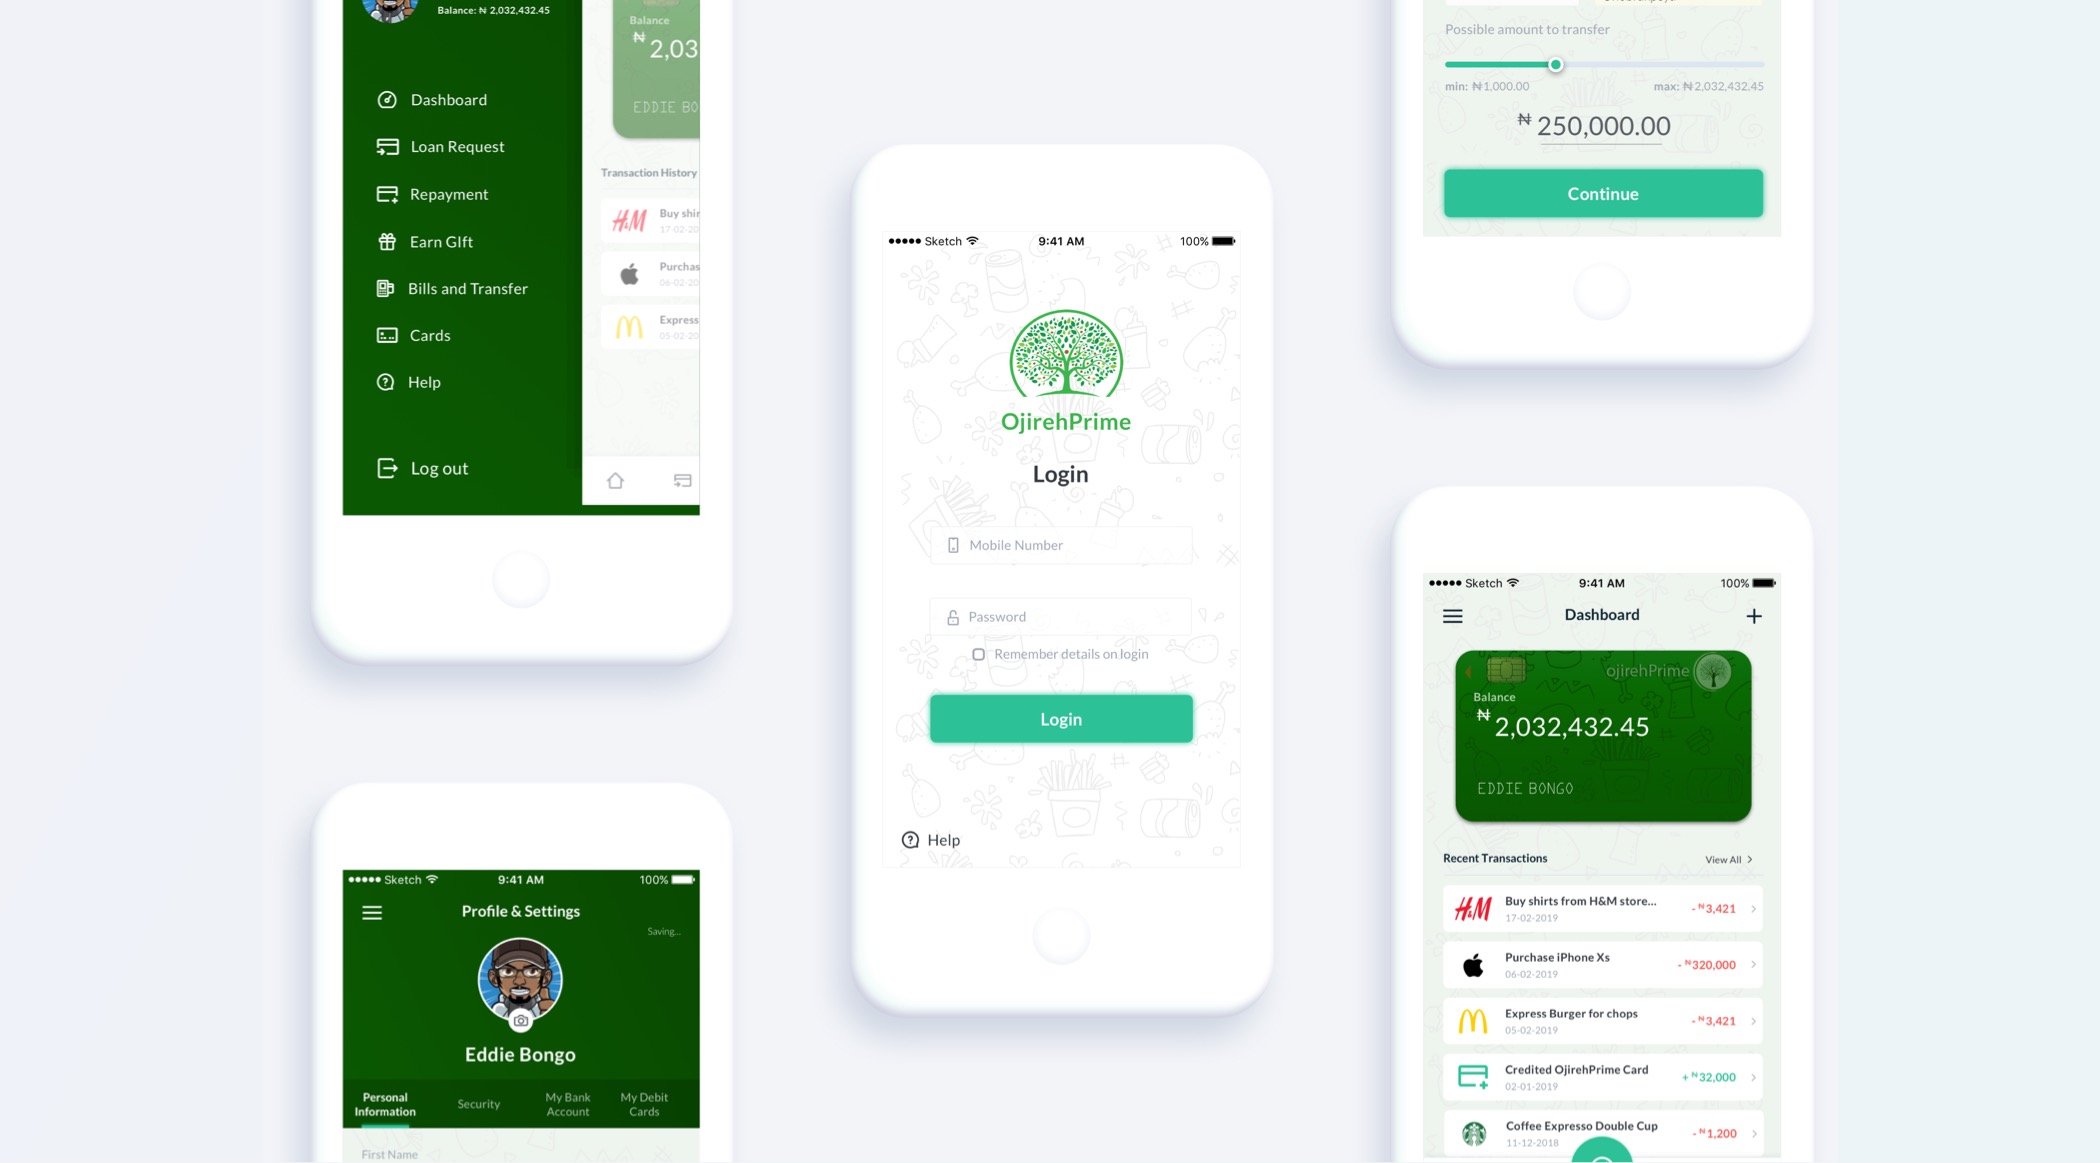 Balance: ₦ 2,032,432.45
Dashboard
Loan Request
Repayment
Earn GIft
Bills and Transfer
Cards
Help
Log out
Balance
₦ 2,03
EDDIE BO
Transaction History
Buy shir
17-02-20
Purchas
06-02-20
Express
05-02-20
Sketch 9:41 AM 100%
Profile & Settings
Saving...
Eddie Bongo
Personal Information
Security
My Bank Account
My Debit Cards
First Name
Sketch 9:41 AM 100%
OjirehPrime
Login
Mobile Number
Password
Remember details on login
Login
Help
Possible amount to transfer
min: ₦1,000.00 max: ₦2,032,432.45
₦ 250,000.00
Continue
Sketch 9:41 AM 100%
Dashboard
ojirehPrime
Balance
₦ 2,032,432.45
EDDIE BONGO
Recent Transactions View All
H&M
Buy shirts from H&M store... - ₦3,421
17-02-2019
Purchase iPhone Xs - ₦320,000
06-02-2019
Express Burger for chops - ₦3,421
05-02-2019
Credited OjirehPrime Card + ₦32,000
02-01-2019
Coffee Expresso Double Cup - ₦1,200
11-12-2018